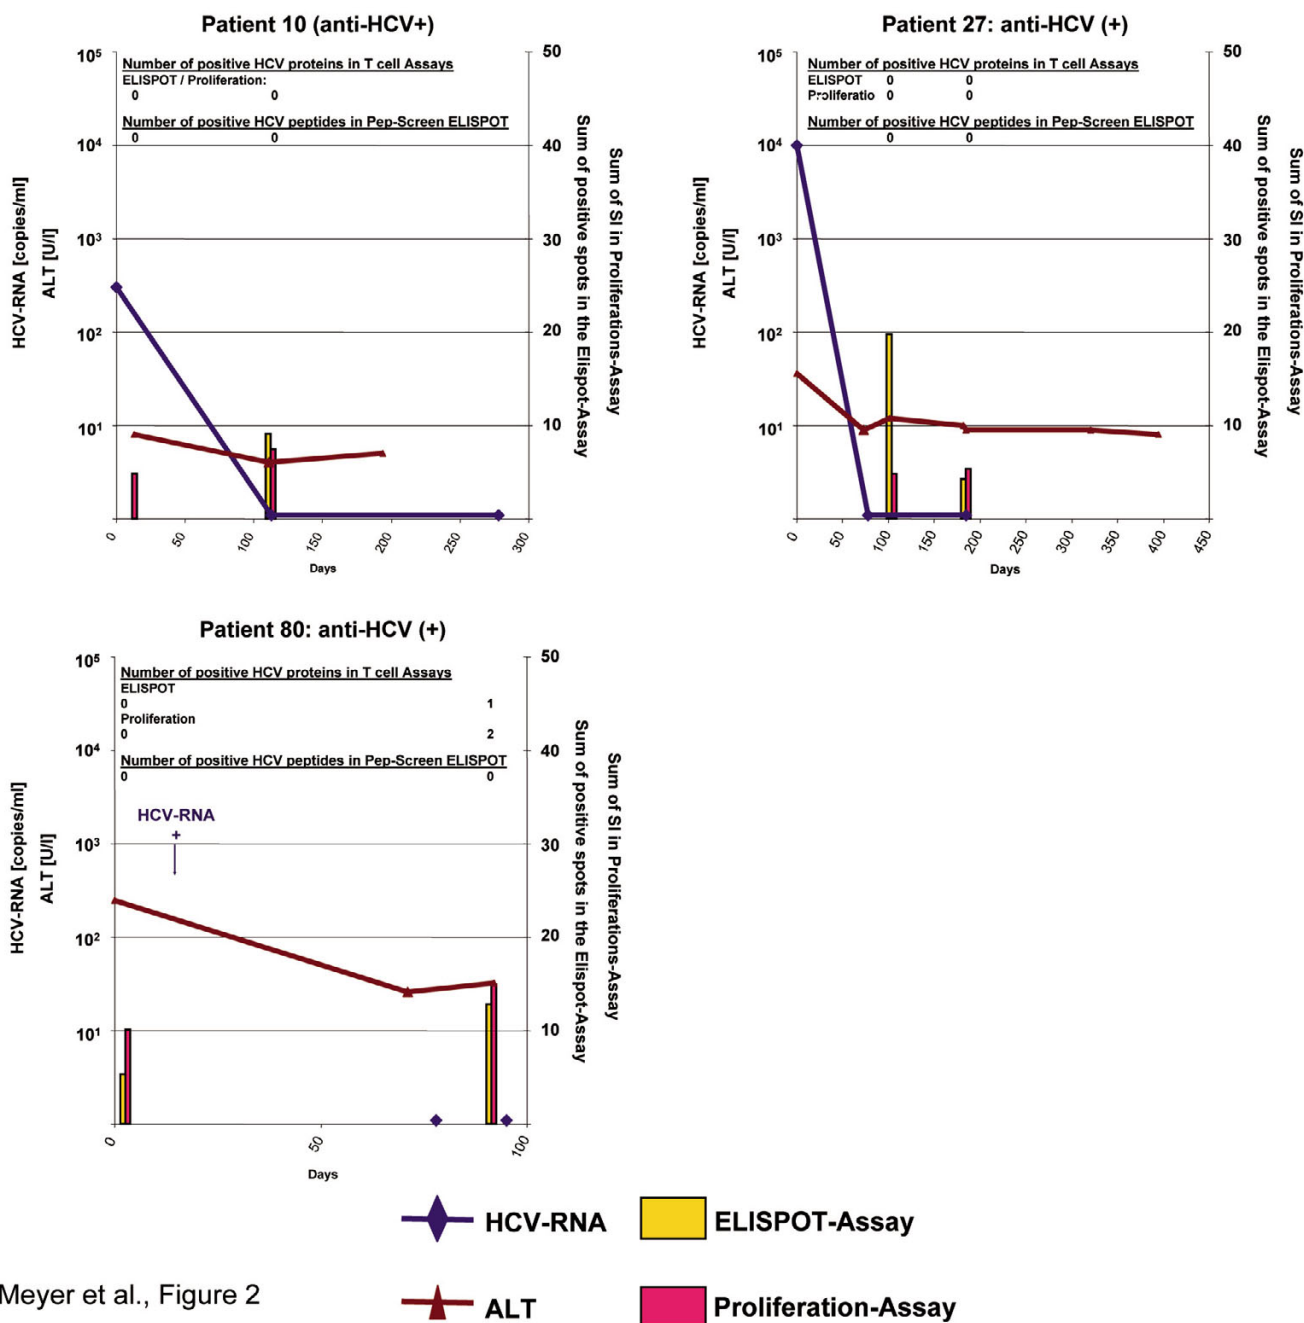 Patient 10 (anti-HCV+)
10⁵
10⁴
10³
10²
10¹
50
40
30
20
10
Number of positive HCV proteins in T cell Assays
ELISPOT / Proliferation:
0 0
Number of positive HCV peptides in Pep-Screen ELISPOT
0 0
HCV-RNA [copies/ml]
ALT [U/l]
Sum of positive spots in the Elispot-Assay
Sum of SI in Proliferations-Assay
0 50 100 150 200 250 300
Days
Patient 27: anti-HCV (+)
10⁵
10⁴
10³
10²
10¹
50
40
30
20
10
Number of positive HCV proteins in T cell Assays
ELISPOT 0 0
Proliferatio 0 0
Number of positive HCV peptides in Pep-Screen ELISPOT
0 0
HCV-RNA [copies/ml]
ALT [U/l]
Sum of positive spots in the Elispot-Assay
Sum of SI in Proliferations-Assay
0 50 100 150 200 250 300 350 400 450
Days
Patient 80: anti-HCV (+)
10⁵
10⁴
10³
10²
10¹
50
40
30
20
10
Number of positive HCV proteins in T cell Assays
ELISPOT
0 1
Proliferation
0 2
Number of positive HCV peptides in Pep-Screen ELISPOT
0 0
HCV-RNA
+
HCV-RNA [copies/ml]
ALT [U/l]
Sum of positive spots in the Elispot-Assay
Sum of SI in Proliferations-Assay
0 50 100
Days
HCV-RNA
ELISPOT-Assay
ALT
Proliferation-Assay
Meyer et al., Figure 2